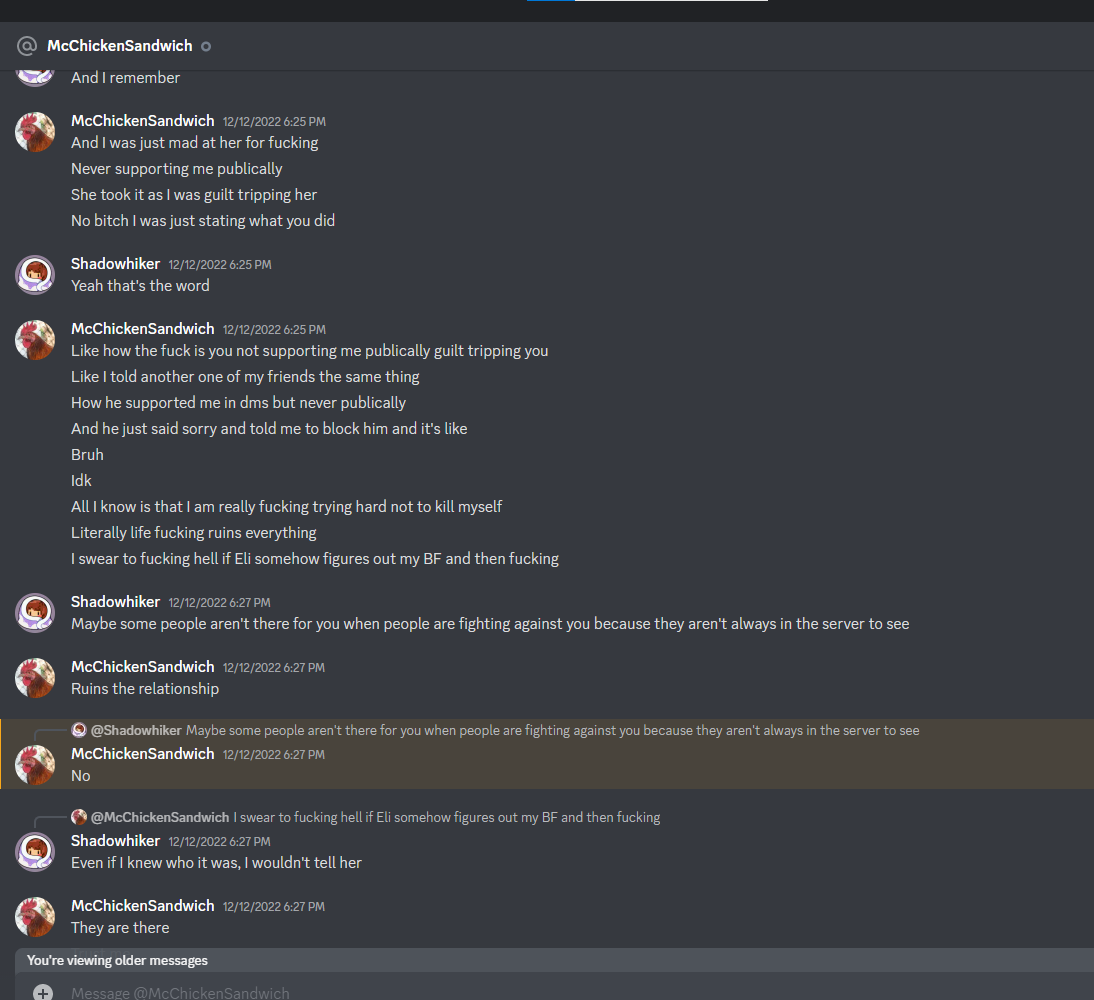 McChickenSandwich
And I remember
McChickenSandwich 12/12/2022 6:25 PM
And I was just mad at her for fucking
Never supporting me publically
She took it as I was guilt tripping her
No bitch I was just stating what you did
Shadowhiker 12/12/2022 6:25 PM
Yeah that's the word
McChickenSandwich 12/12/2022 6:25 PM
Like how the fuck is you not supporting me publically guilt tripping you
Like I told another one of my friends the same thing
How he supported me in dms but never publically
And he just said sorry and told me to block him and it's like
Bruh
Idk
All I know is that I am really fucking trying hard not to kill myself
Literally life fucking ruins everything
I swear to fucking hell if Eli somehow figures out my BF and then fucking
Shadowhiker 12/12/2022 6:27 PM
Maybe some people aren't there for you when people are fighting against you because they aren't always in the server to see
McChickenSandwich 12/12/2022 6:27 PM
Ruins the relationship
@Shadowhiker Maybe some people aren't there for you when people are fighting against you because they aren't always in the server to see
McChickenSandwich 12/12/2022 6:27 PM
No
@McChickenSandwich I swear to fucking hell if Eli somehow figures out my BF and then fucking
Shadowhiker 12/12/2022 6:27 PM
Even if I knew who it was, I wouldn't tell her
McChickenSandwich 12/12/2022 6:27 PM
They are there
You're viewing older messages
Message @McChickenSandwich